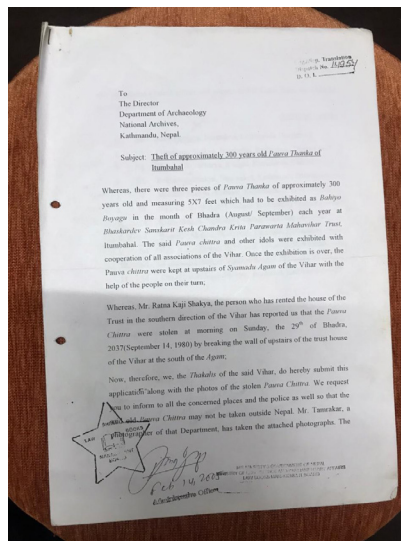 Translation
No.
To
The Director
Department of Archaeology
National Archives,
Kathmandu, Nepal.
Subject: Theft of approximately 300 years old Pauva Thanka of
Itumbahal
Whereas, there were three pieces of Pauva Thanka of approximately 300
years old and measuring 5X7 feet which had to be exhibited as Bahiyo
Boyagu in the month of Bhadra (August/ September) each year at
Bhaskardev Sanskarit Kesh Chandra Krita Parawarta Mahavihar Trust,
Itumbahal. The said Pauva chittra and other idols were exhibited with
cooperation of all associations of the Vihar. Once the exhibition is over, the
Pauva chittra were kept at upstairs of Syamuda Agam of the Vihar with the
help of the people on their turn;
Whereas, Mr. Ratna Kaji Shakya, the person who has rented the house of the
Trust in the southern direction of the Vihar has reported us that the Pauva
Chittra were stolen at morning on Sunday, the 29th of Bhadra,
2037(September 14, 1980) by breaking the wall of upstairs of the trust house
of the Vihar at the south of the Agam;
Now, therefore, we, the Thakalis of the said Vihar, do hereby submit this
application along with the photos of the stolen Pauva Chittra. We request
you to inform to all the concerned places and the police as well so that the
said Pauva Chittra may not be taken outside Nepal. Mr. Tamrakar, a
photographer of that Department, has taken the attached photographs. The
LAW
BOOKS
Feb 14, 20